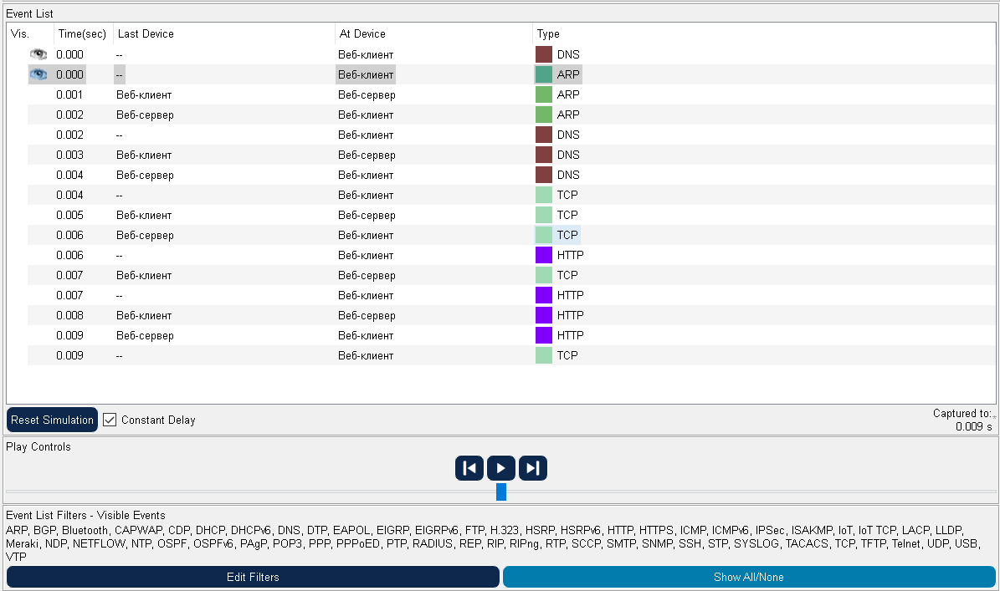 Event List
Vis. Time(sec) Last Device At Device Type
0.000 -- Веб-клиент DNS
0.000 -- Веб-клиент ARP
0.001 Веб-клиент Веб-сервер ARP
0.002 Веб-сервер Веб-клиент ARP
0.002 -- Веб-клиент DNS
0.003 Веб-клиент Веб-сервер DNS
0.004 Веб-сервер Веб-клиент DNS
0.004 -- Веб-клиент TCP
0.005 Веб-клиент Веб-сервер TCP
0.006 Веб-сервер Веб-клиент TCP
0.006 -- Веб-клиент HTTP
0.007 Веб-клиент Веб-сервер TCP
0.007 -- Веб-клиент HTTP
0.008 Веб-клиент Веб-сервер HTTP
0.009 Веб-сервер Веб-клиент HTTP
0.009 -- Веб-клиент TCP
Reset Simulation Constant Delay Captured to:
0.009 s
Play Controls
Event List Filters - Visible Events
ARP, BGP, Bluetooth, CAPWAP, CDP, DHCP, DHCPv6, DNS, DTP, EAPOL, EIGRP, EIGRPv6, FTP, H.323, HSRP, HSRPv6, HTTP, HTTPS, ICMP, ICMPv6, IPSec, ISAKMP, IoT, IoT TCP, LACP, LLDP,
Meraki, NDP, NETFLOW, NTP, OSPF, OSPFv6, PAgP, POP3, PPP, PPPoED, PTP, RADIUS, REP, RIP, RIPng, RTP, SCCP, SMTP, SNMP, SSH, STP, SYSLOG, TACACS, TCP, TFTP, Telnet, UDP, USB,
VTP
Edit Filters Show All/None